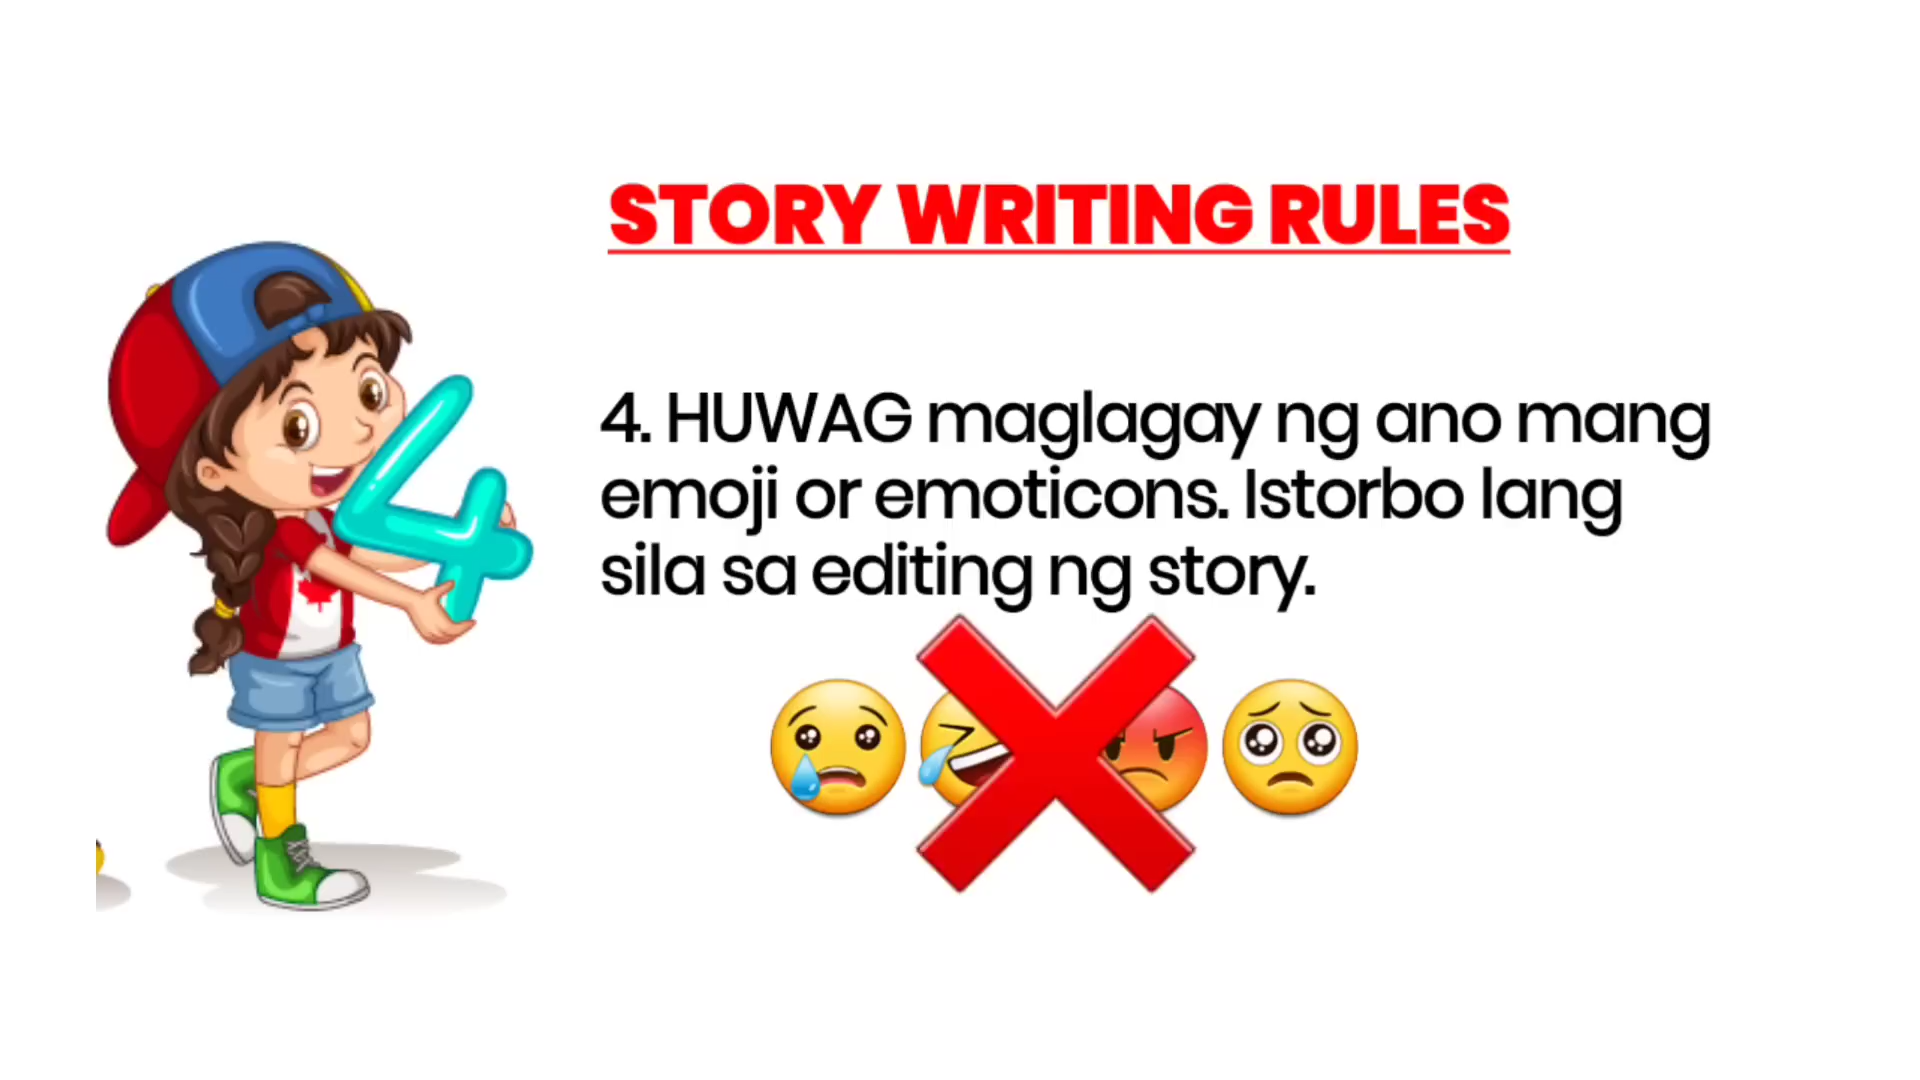 STORY WRITING RULES
4. HUWAG maglagay ng ano mang
emoji or emoticons. Istorbo lang
sila sa editing ng story.